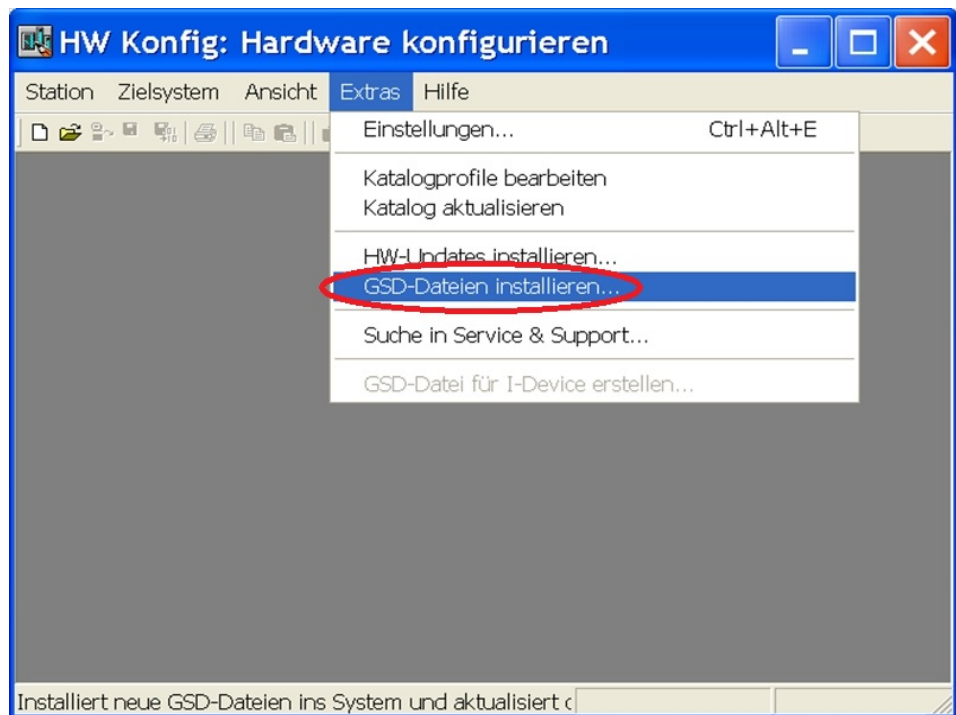 HW Konfig: Hardware konfigurieren
Station Zielsystem Ansicht Extras Hilfe
Einstellungen... Ctrl+Alt+E
Katalogprofile bearbeiten
Katalog aktualisieren
HW-Updates installieren...
GSD-Dateien installieren...
Suche in Service & Support...
GSD-Datei für I-Device erstellen...
Installiert neue GSD-Dateien ins System und aktualisiert